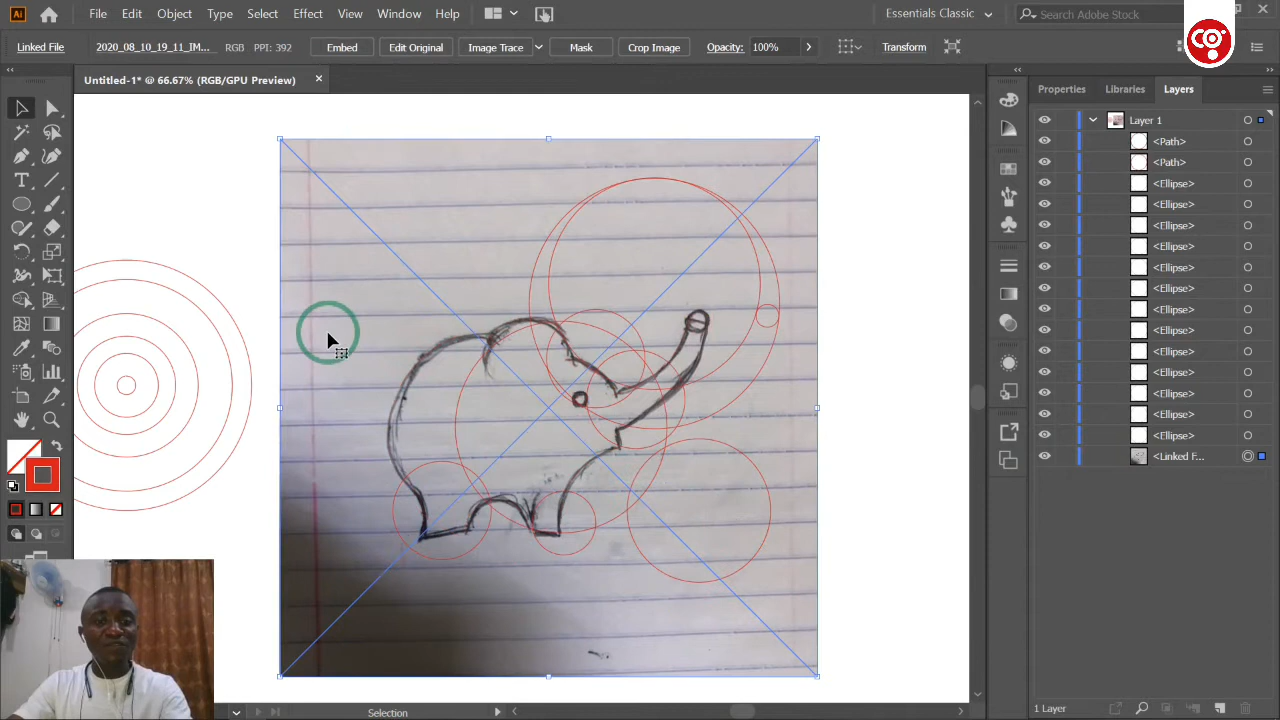 Ai File Edit Object Type Select Effect View Window Help Essentials Classic Search Adobe Stock
Linked File 2020_08_10_19_11_IM... RGB PPI: 392 Embed Edit Original Image Trace Mask Crop Image Opacity: 100% Transform
Untitled-1* @ 66.67% (RGB/GPU Preview)
Properties Libraries Layers
Layer 1
<Path>
<Path>
<Ellipse>
<Ellipse>
<Ellipse>
<Ellipse>
<Ellipse>
<Ellipse>
<Ellipse>
<Ellipse>
<Ellipse>
<Ellipse>
<Ellipse>
<Ellipse>
<Ellipse>
<Linked F...
Selection
1 Layer